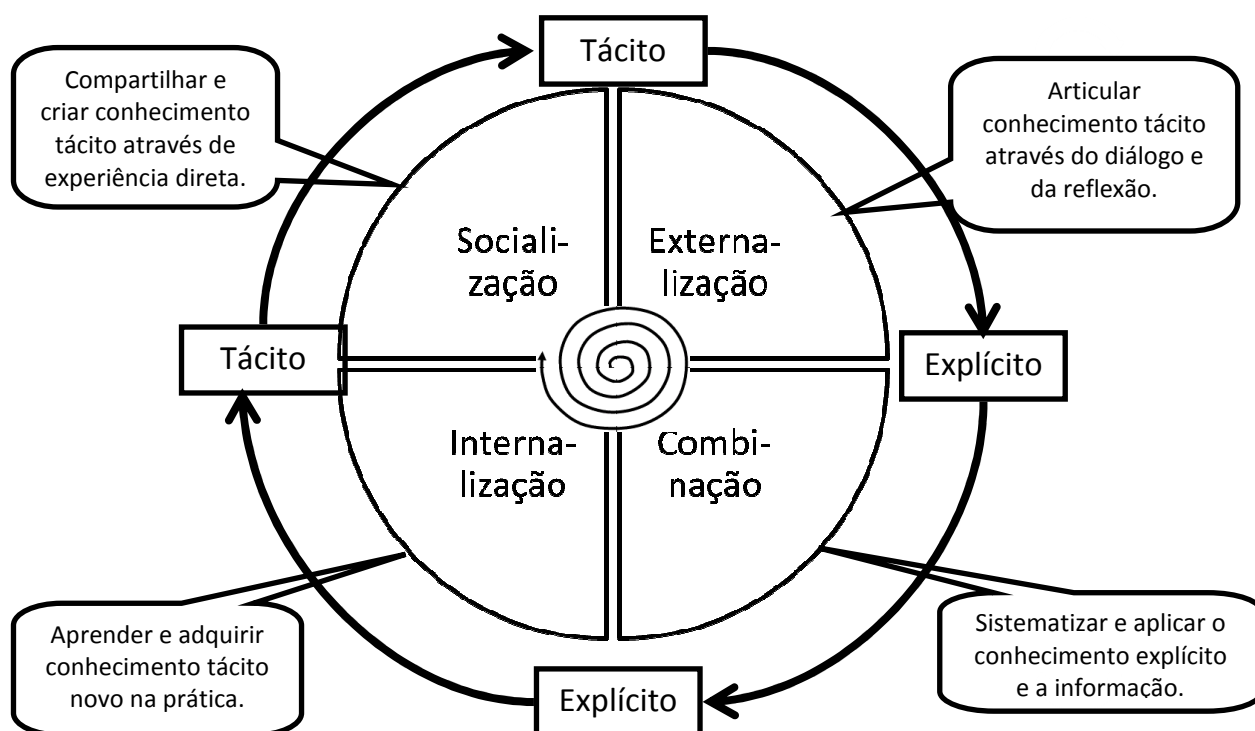 Tácito
Compartilhar e
criar conhecimento
tácito através de
experiência direta.
Articular
conhecimento tácito
através do diálogo e
da reflexão.
Sociali-
zação
Externa-
lização
Tácito
Explícito
Interna-
lização
Combi-
nação
Aprender e adquirir
conhecimento tácito
novo na prática.
Sistematizar e aplicar o
conhecimento explícito
e a informação.
Explícito